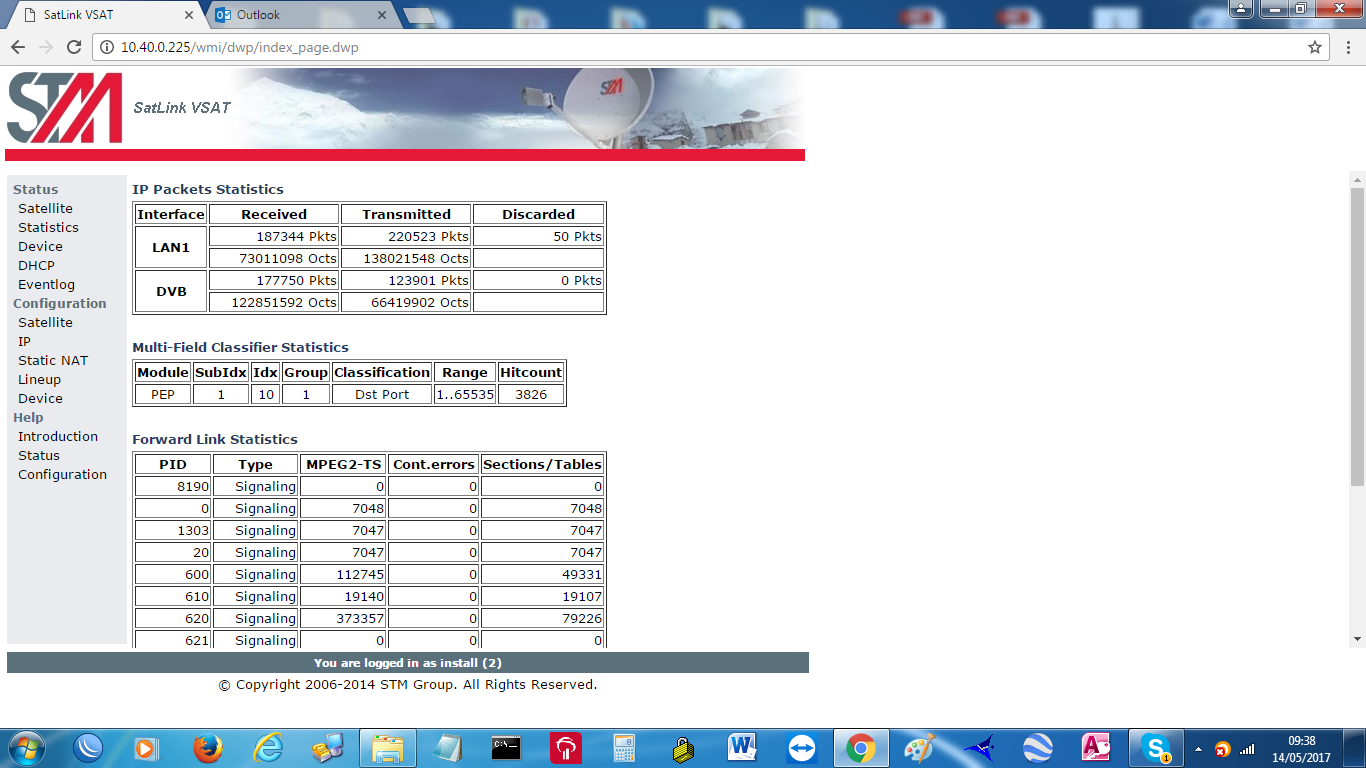 SatLink VSAT
Outlook
10.40.0.225/wmi/dwp/index_page.dwp
STM
SatLink VSAT
STM
Status
Satellite
Statistics
Device
DHCP
Eventlog
Configuration
Satellite
IP
Static NAT
Lineup
Device
Help
Introduction
Status
Configuration
IP Packets Statistics
Interface Received Transmitted Discarded
LAN1 187344 Pkts 220523 Pkts 50 Pkts
73011098 Octs 138021548 Octs
DVB 177750 Pkts 123901 Pkts 0 Pkts
122851592 Octs 66419902 Octs
Multi-Field Classifier Statistics
Module SubIdx Idx Group Classification Range Hitcount
PEP 1 10 1 Dst Port 1..65535 3826
Forward Link Statistics
PID Type MPEG2-TS Cont.errors Sections/Tables
8190 Signaling 0 0 0
0 Signaling 7048 0 7048
1303 Signaling 7047 0 7047
20 Signaling 7047 0 7047
600 Signaling 112745 0 49331
610 Signaling 19140 0 19107
620 Signaling 373357 0 79226
621 Signaling 0 0 0
You are logged in as install (2)
© Copyright 2006-2014 STM Group. All Rights Reserved.
C:\_
W
A
S
1
09:38
14/05/2017